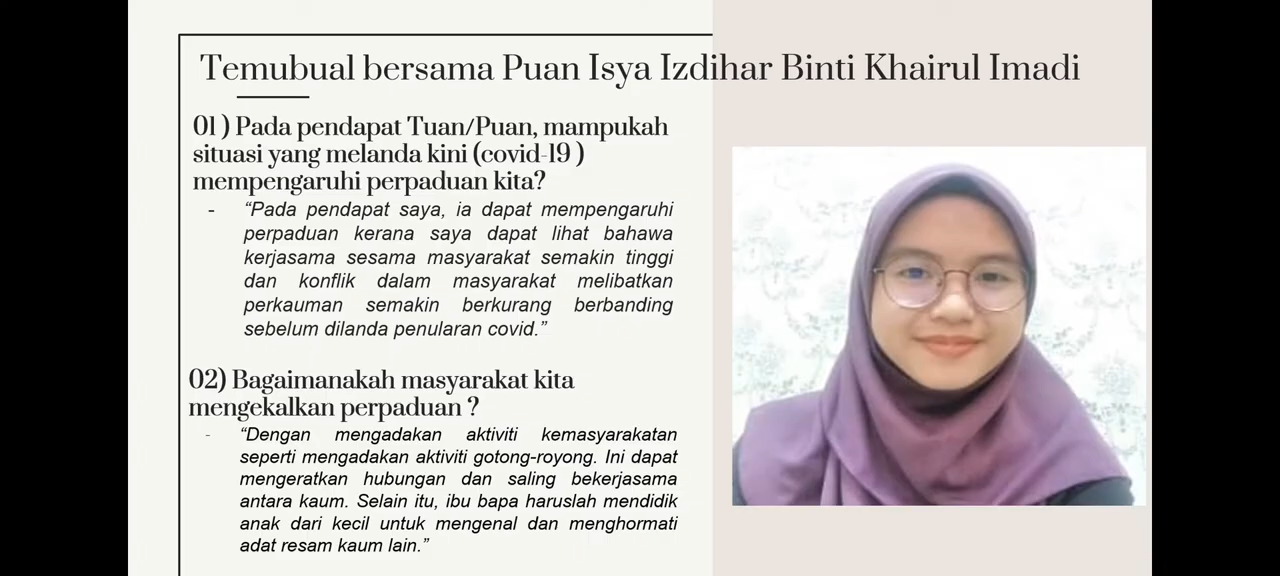 Temubual bersama Puan Isya Izdihar Binti Khairul Imadi
01 ) Pada pendapat Tuan/Puan, mampukah
situasi yang melanda kini (covid-19 )
mempengaruhi perpaduan kita?
- “Pada pendapat saya, ia dapat mempengaruhi
perpaduan kerana saya dapat lihat bahawa
kerjasama sesama masyarakat semakin tinggi
dan konflik dalam masyarakat melibatkan
perkauman semakin berkurang berbanding
sebelum dilanda penularan covid.”
02) Bagaimanakah masyarakat kita
mengekalkan perpaduan ?
- “Dengan mengadakan aktiviti kemasyarakatan
seperti mengadakan aktiviti gotong-royong. Ini dapat
mengeratkan hubungan dan saling bekerjasama
antara kaum. Selain itu, ibu bapa haruslah mendidik
anak dari kecil untuk mengenal dan menghormati
adat resam kaum lain.”